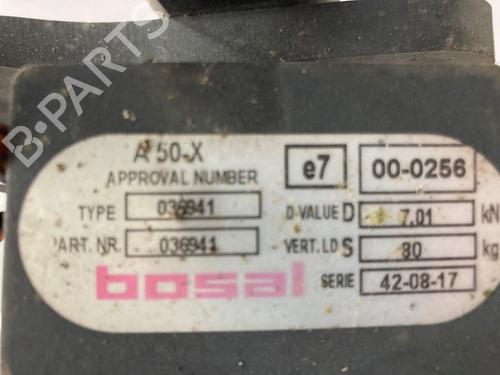 B-PARTS
A 50-X
APPROVAL NUMBER e7 00-0256
TYPE 036941 D-VALUE D 7,01 kN
PART. NR. 036941 VERT. LD S 80 kg
bosal SERIE 42-08-17